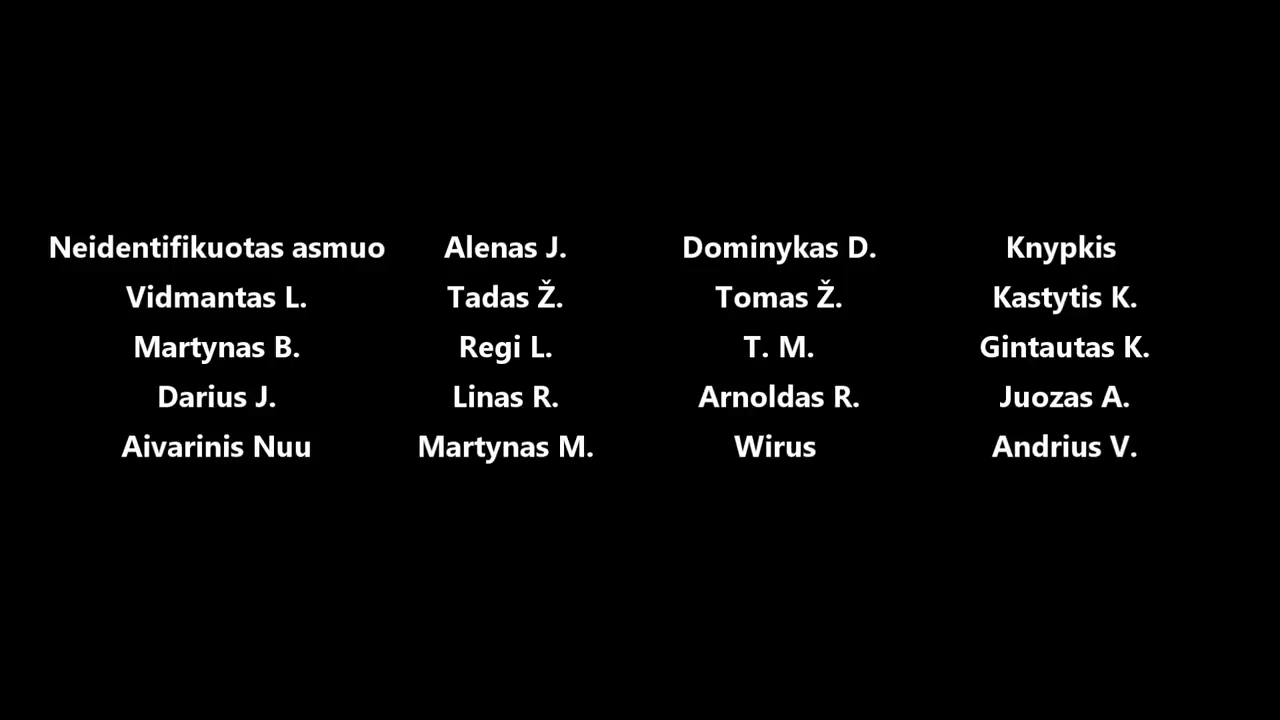 Neidentifikuotas asmuo Alenas J. Dominykas D. Knypkis
Vidmantas L. Tadas Ž. Tomas Ž. Kastytis K.
Martynas B. Regi L. T. M. Gintautas K.
Darius J. Linas R. Arnoldas R. Juozas A.
Aivarinis Nuu Martynas M. Wirus Andrius V.